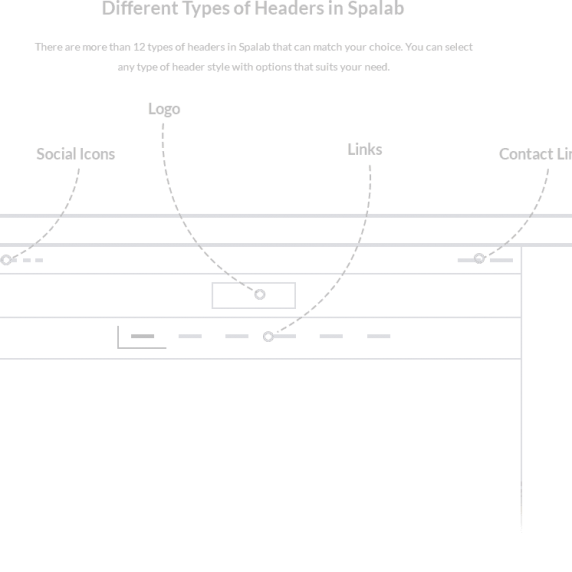 Different Types of Headers in Spalab
There are more than 12 types of headers in Spalab that can match your choice. You can select
any type of header style with options that suits your need.
Logo
Links
Social Icons
Contact Lin